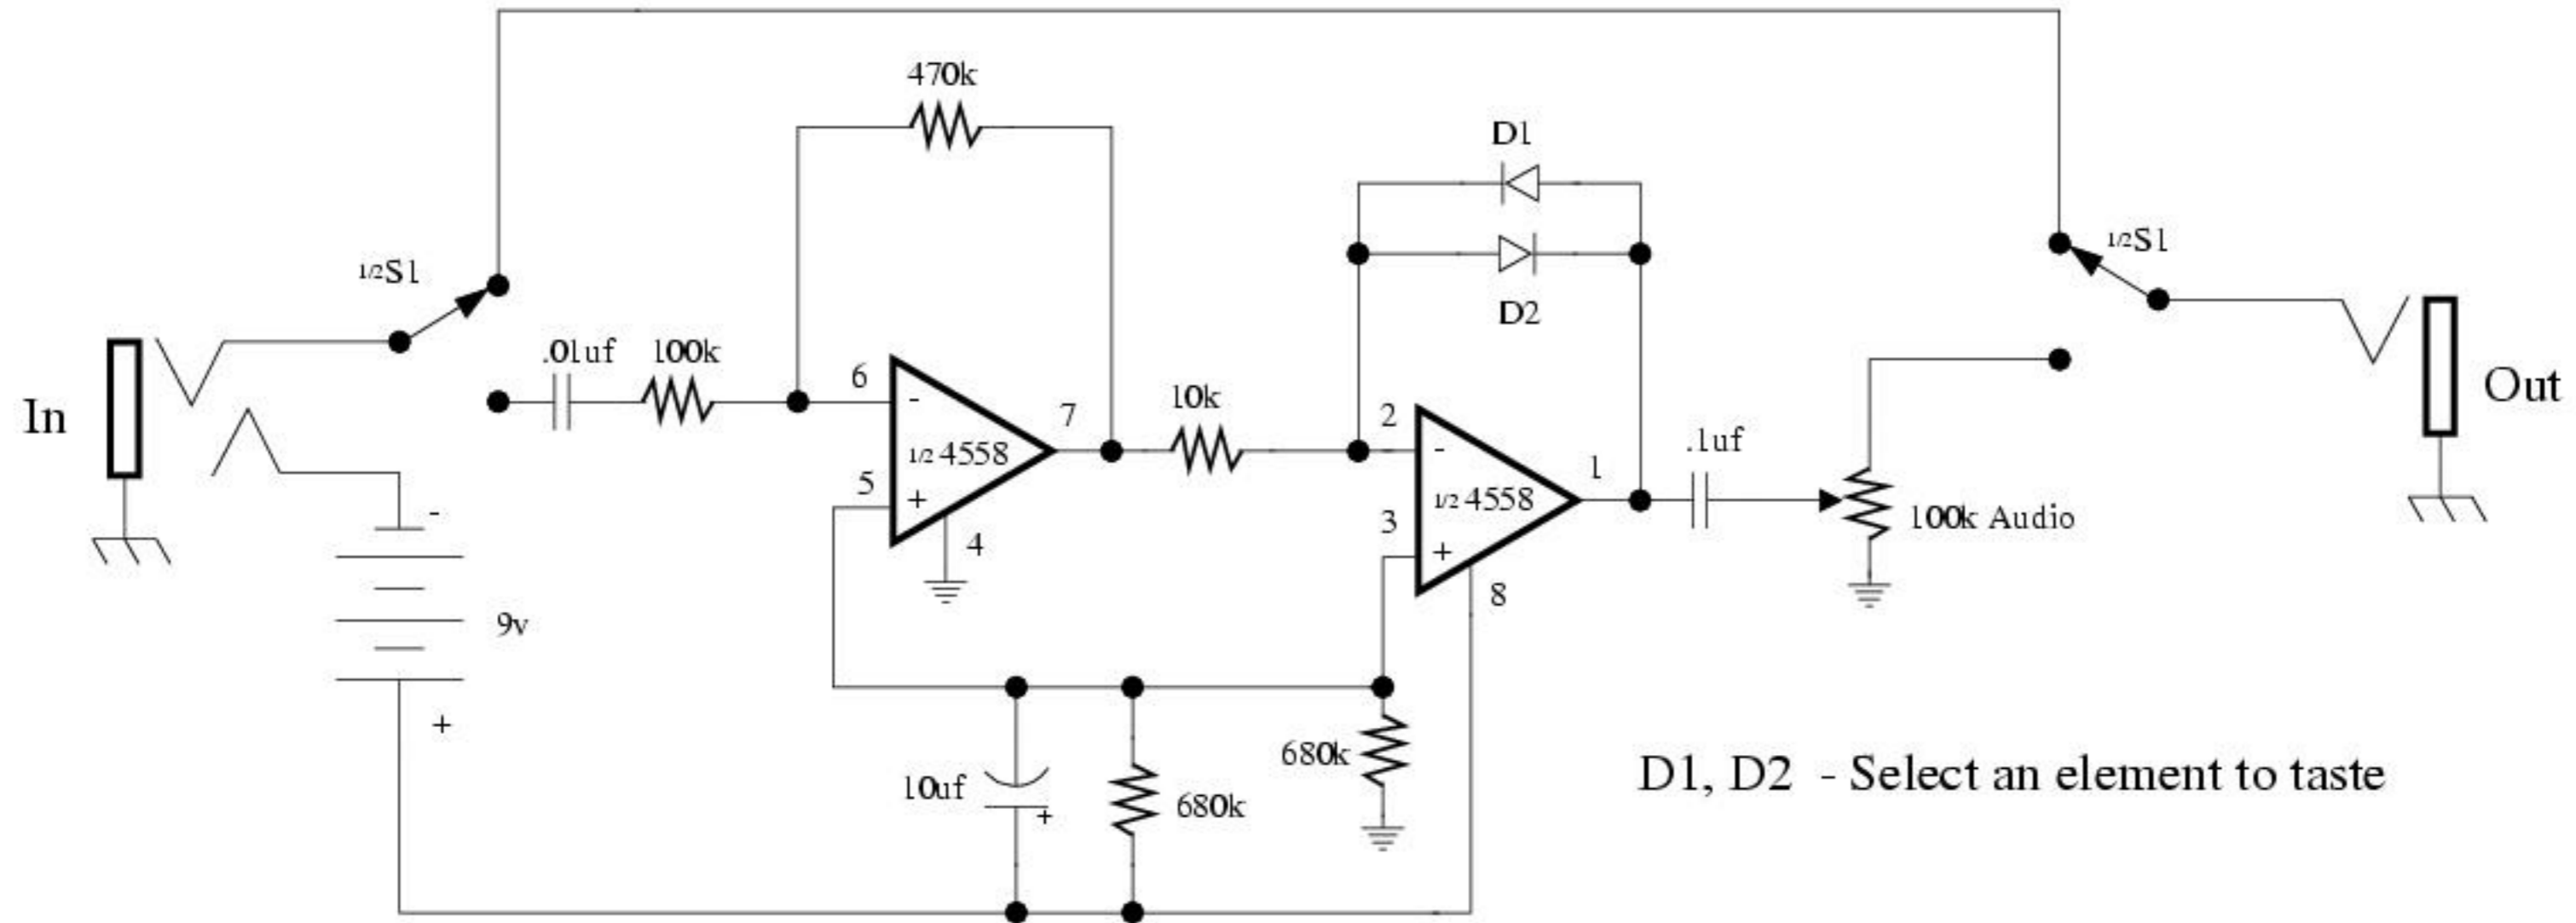 470k
D1
D2
1/2S1
1/2S1
.01uf
100k
In
6
-
1/2 4558
5
+
4
7
10k
2
-
1/2 4558
3
+
8
1
.1uf
100k Audio
Out
-
9v
+
10uf
+
680k
680k
D1, D2 - Select an element to taste